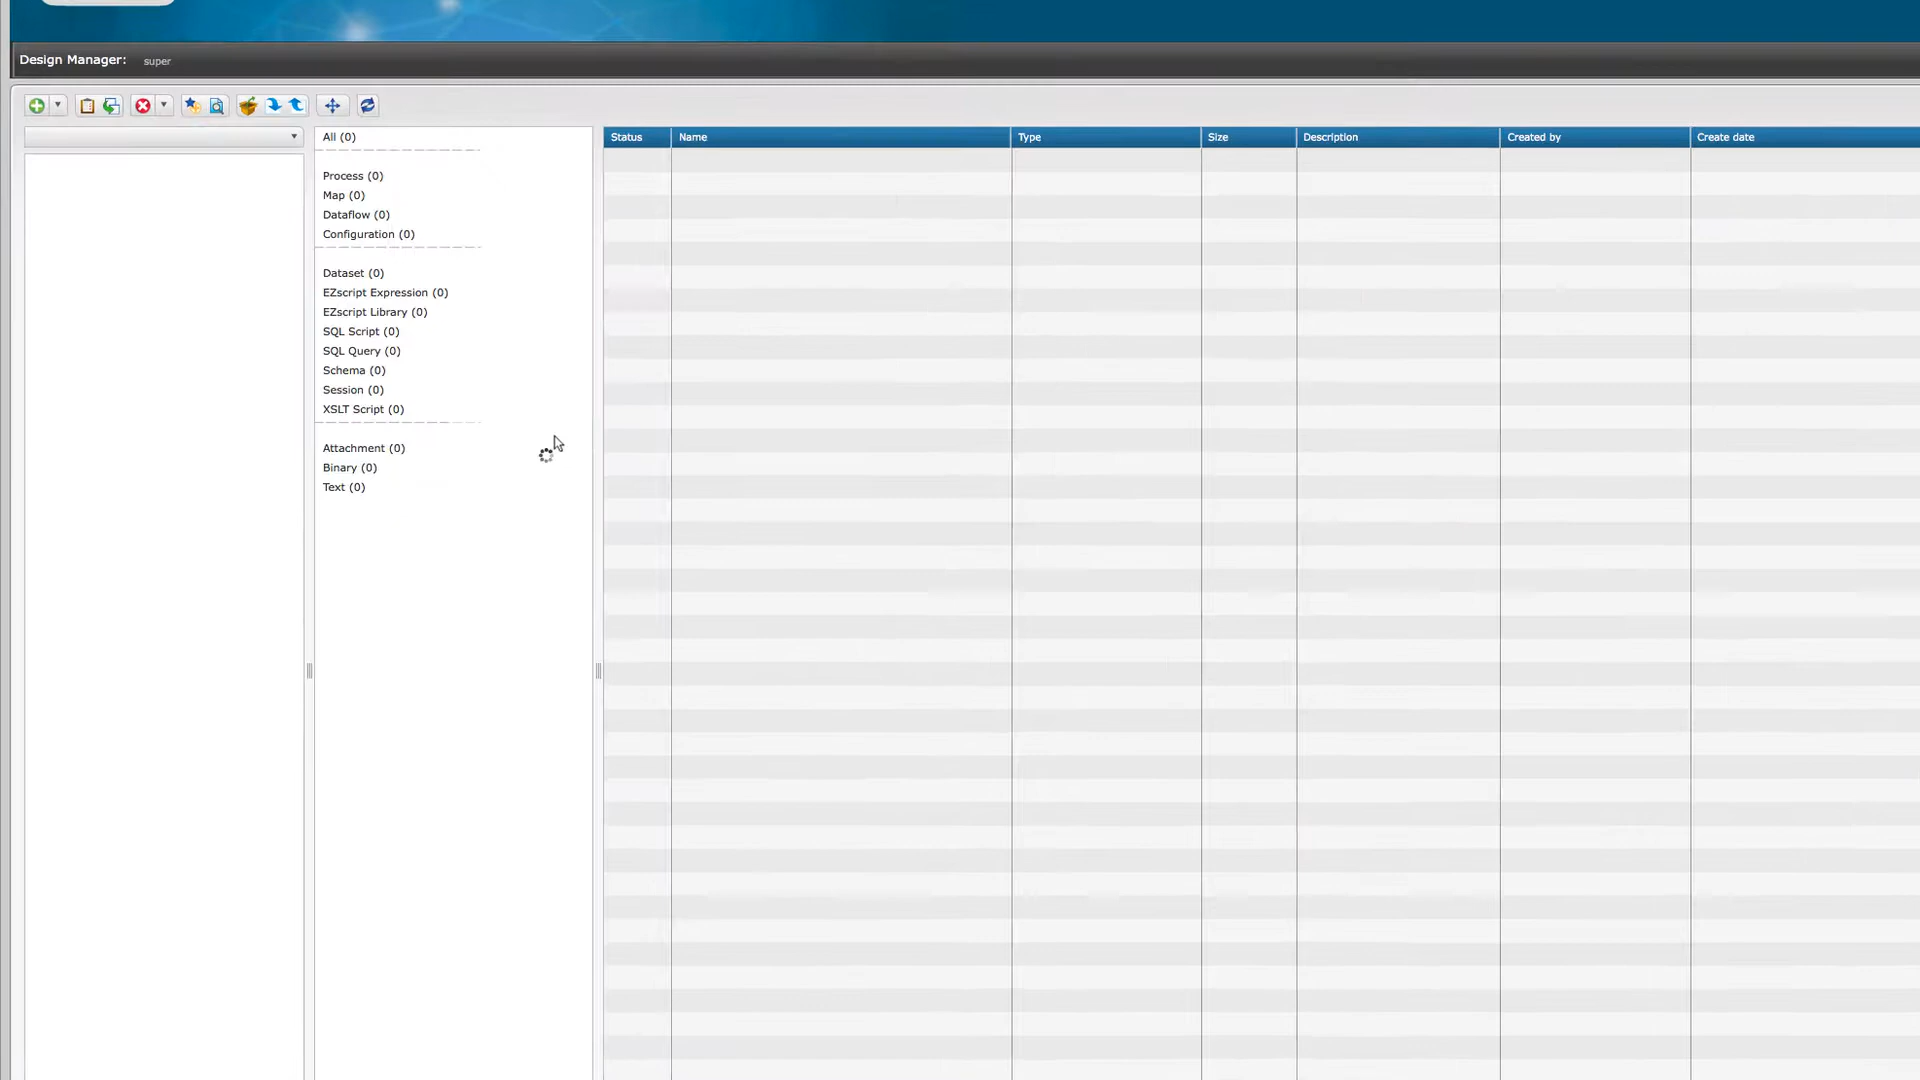 Design Manager: super
All (0)
Process (0)
Map (0)
Dataflow (0)
Configuration (0)
Dataset (0)
EZscript Expression (0)
EZscript Library (0)
SQL Script (0)
SQL Query (0)
Schema (0)
Session (0)
XSLT Script (0)
Attachment (0)
Binary (0)
Text (0)
Status Name Type Size Description Created by Create date